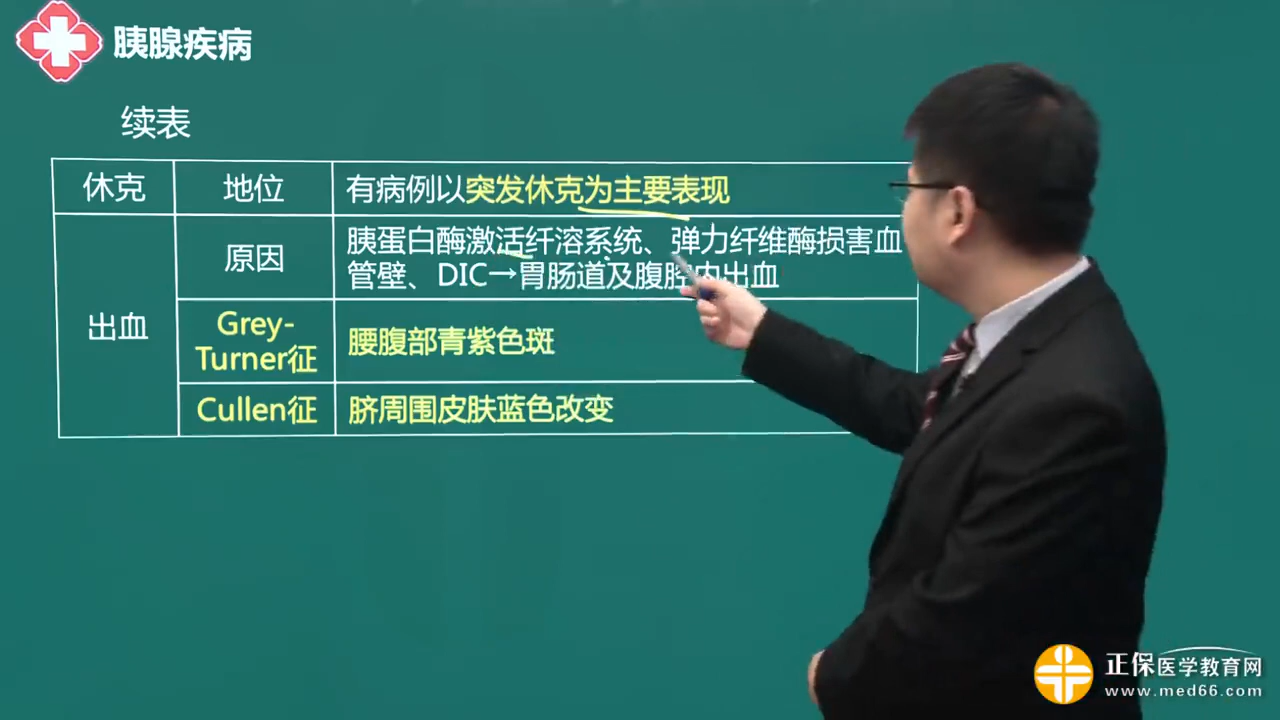 胰腺疾病
续表
休克 地位 有病例以突发休克为主要表现
出血 原因 胰蛋白酶激活纤溶系统、弹力纤维酶损害血
管壁、DIC→胃肠道及腹腔内出血
Grey-
Turner征 腰腹部青紫色斑
Cullen征 脐周围皮肤蓝色改变
正保医学教育网
www.med66.com